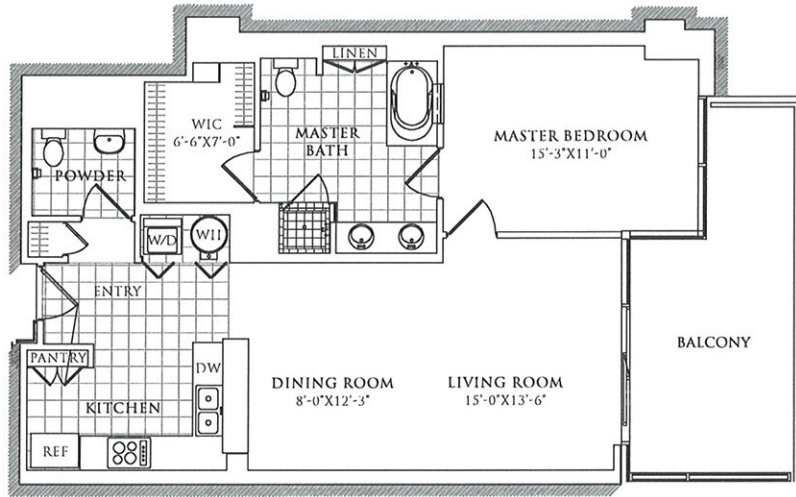 LINEN
WIC
6'-6"X7'-0"
MASTER
BATH
MASTER BEDROOM
15'-3"X11'-0"
POWDER
W/D
WH
ENTRY
PANTRY
DW
KITCHEN
REF
DINING ROOM
8'-0"X12'-3"
LIVING ROOM
15'-0"X13'-6"
BALCONY